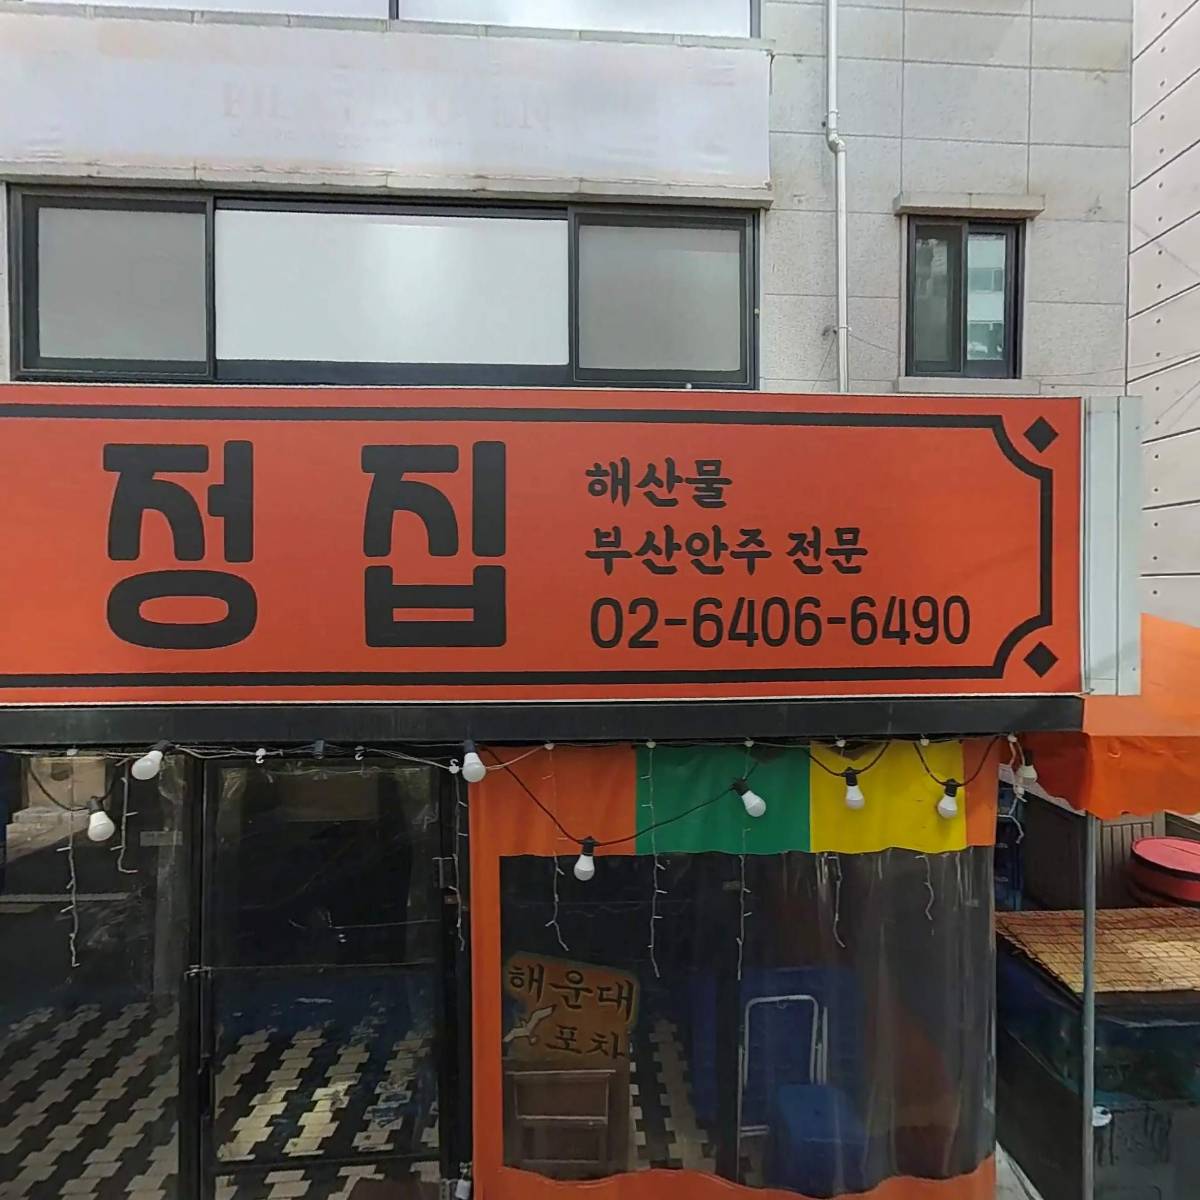 정집
해산물
부산안주 전문
02-6406-6490
해운대
포차